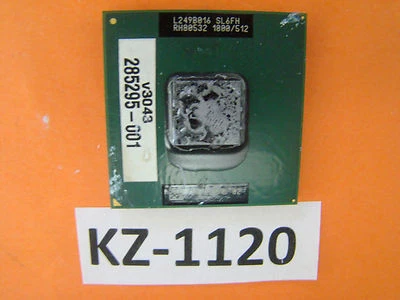 L249B016 SL6FH
RH80532 1800/512
V3043
285295-001
KZ-1120